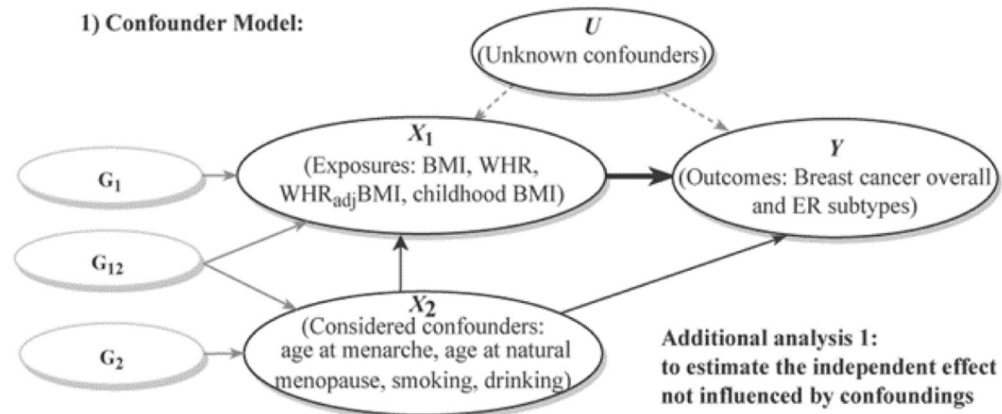 1) Confounder Model:
U
(Unknown confounders)
X1
(Exposures: BMI, WHR,
WHRadjBMI, childhood BMI)
Y
(Outcomes: Breast cancer overall
and ER subtypes)
G1
G12
G2
X2
(Considered confounders:
age at menarche, age at natural
menopause, smoking, drinking)
Additional analysis 1:
to estimate the independent effect
not influenced by confoundings